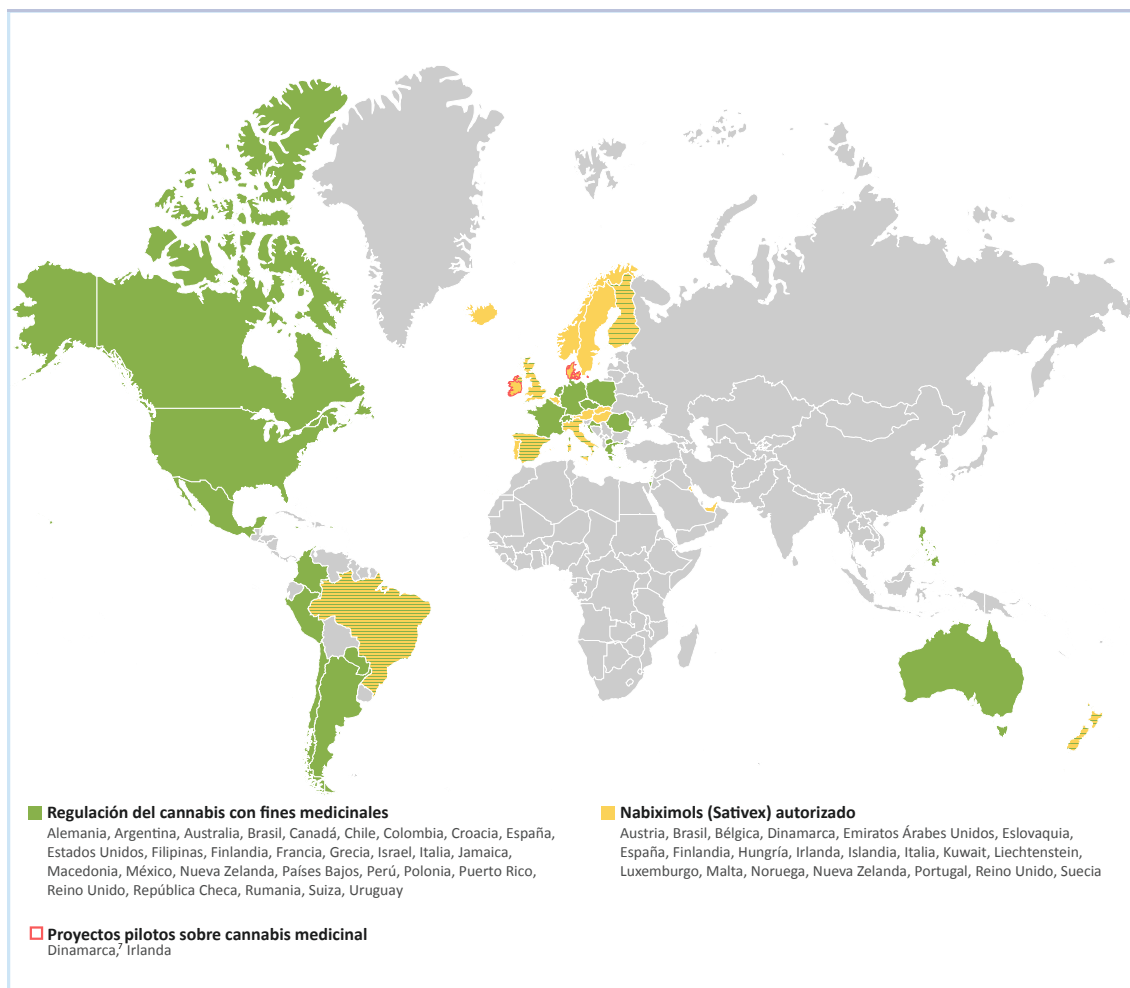 Regulación del cannabis con fines medicinales
Alemania, Argentina, Australia, Brasil, Canadá, Chile, Colombia, Croacia, España,
Estados Unidos, Filipinas, Finlandia, Francia, Grecia, Israel, Italia, Jamaica,
Macedonia, México, Nueva Zelanda, Países Bajos, Perú, Polonia, Puerto Rico,
Reino Unido, República Checa, Rumania, Suiza, Uruguay
Nabiximols (Sativex) autorizado
Austria, Brasil, Bélgica, Dinamarca, Emiratos Árabes Unidos, Eslovaquia,
España, Finlandia, Hungría, Irlanda, Islandia, Italia, Kuwait, Liechtenstein,
Luxemburgo, Malta, Noruega, Nueva Zelanda, Portugal, Reino Unido, Suecia
Proyectos pilotos sobre cannabis medicinal
Dinamarca,⁷ Irlanda